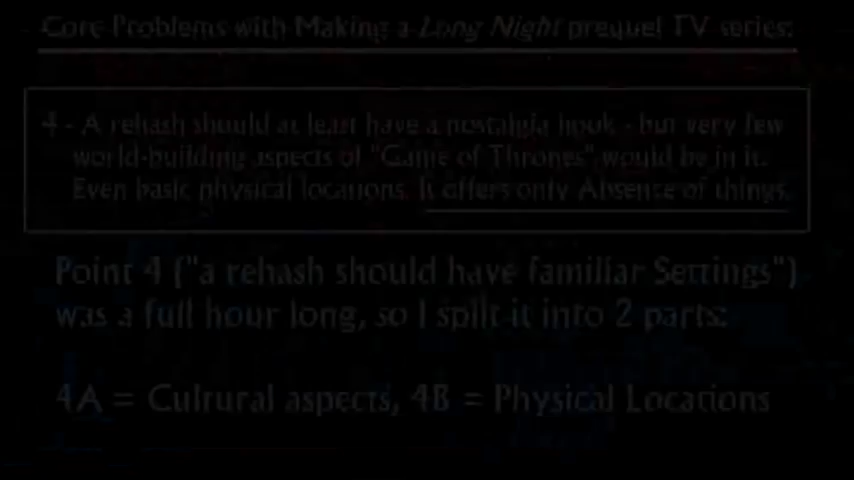 Core Problems with Making a Long Night prequel TV series:
4 - A rehash should at least have a nostalgia hook - but very few
world-building aspects of "Game of Thrones" would be in it.
Even basic physical locations. It offers only Absence of things.
Point 4 ("a rehash should have familiar Settings")
was a full hour long, so I split it into 2 parts:
4A = Cultural aspects, 4B = Physical Locations